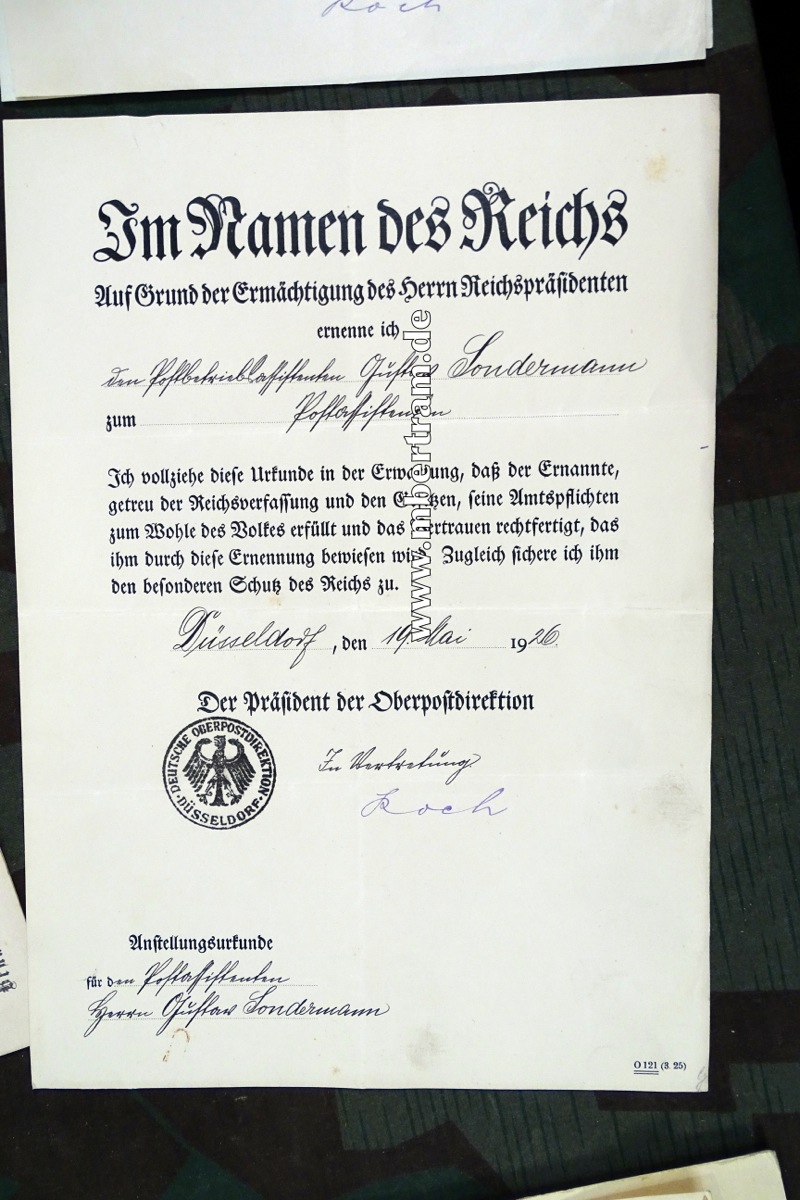 Koch
Im Namen des Reichs
Auf Grund der Ermächtigung des Herrn Reichspräsidenten
ernenne ich
den Postbetriebsassistenten Gustav Sondermann
zum Postassistenten
Ich vollziehe diese Urkunde in der Erwartung, daß der Ernannte,
getreu der Reichsverfassung und den Gesetzen, seine Amtspflichten
zum Wohle des Volkes erfüllt und das Vertrauen rechtfertigt, das
ihm durch diese Ernennung bewiesen wird. Zugleich sichere ich ihm
den besonderen Schutz des Reichs zu.
Düsseldorf, den 19. Mai 1926.
Der Präsident der Oberpostdirektion
DEUTSCHE OBERPOSTDIREKTION
DÜSSELDORF
In Vertretung
Koch
Anstellungsurkunde
für den Postassistenten
Herrn Gustav Sondermann
O 121 (3. 25)
www.mbertram.de